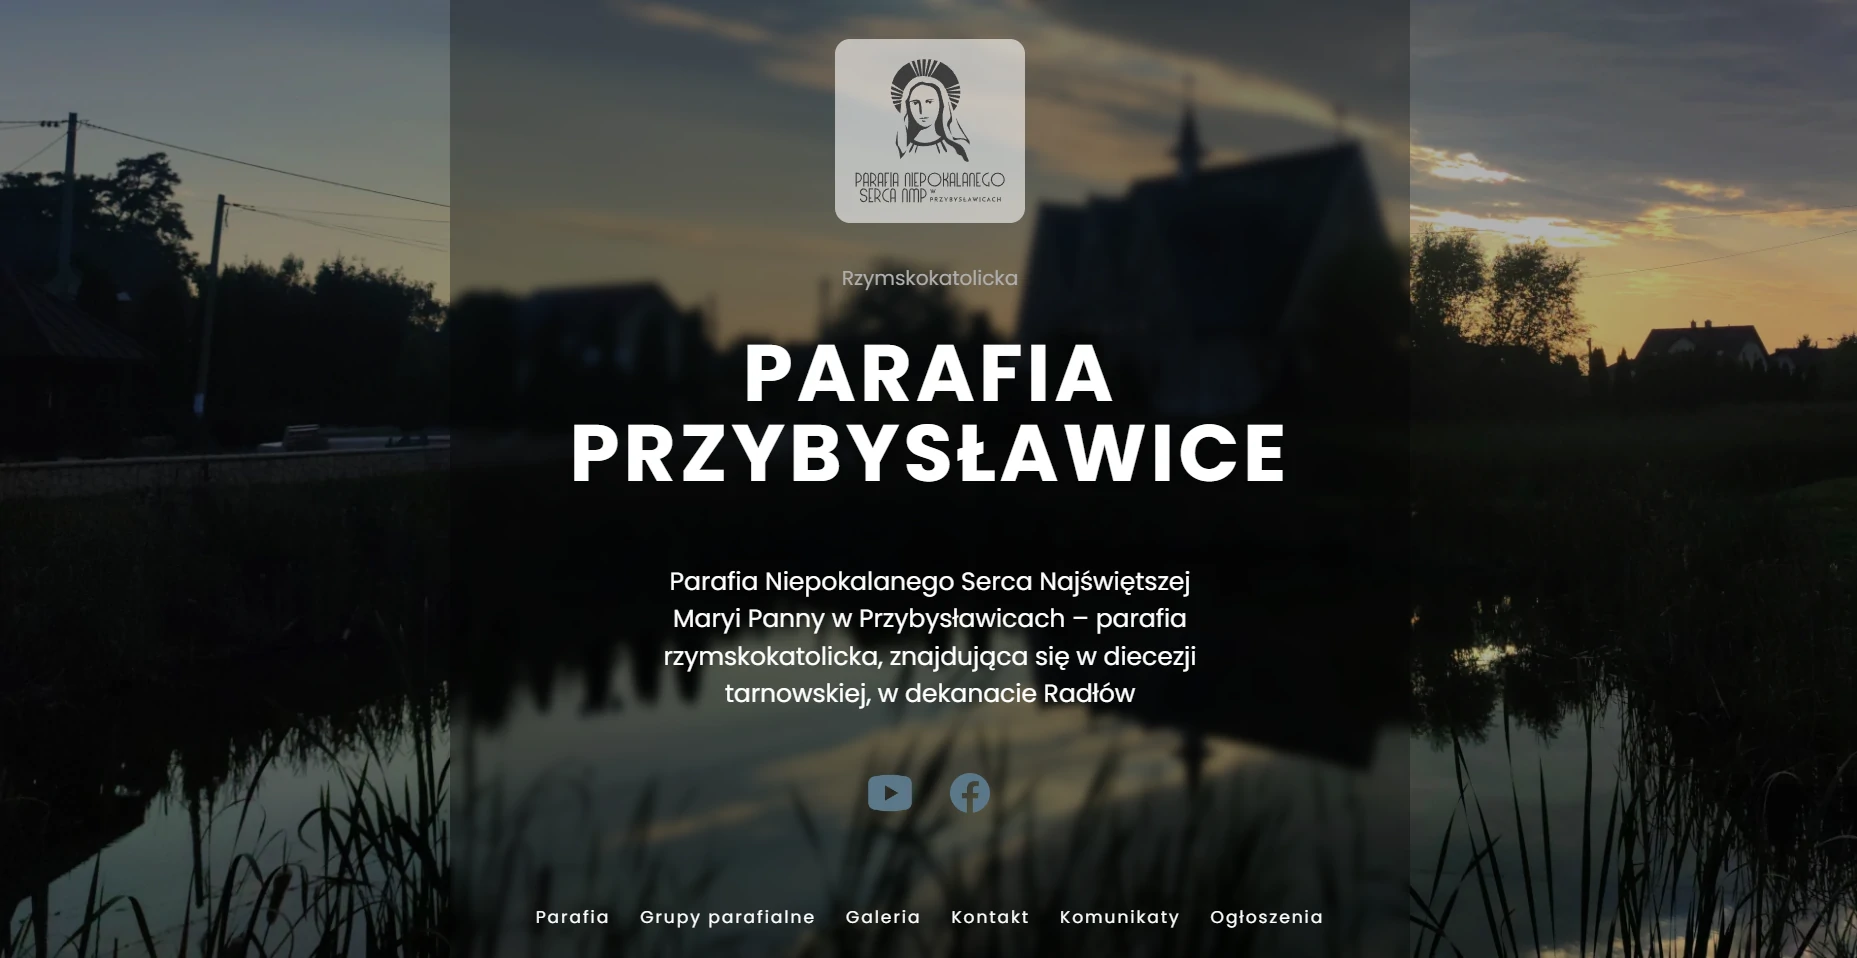 PARAFIA NIEPOKALANEGO
SERCA NMP W PRZYBYSŁAWICACH
Rzymskokatolicka
PARAFIA
PRZYBYSŁAWICE
Parafia Niepokalanego Serca Najświętszej
Maryi Panny w Przybysławicach – parafia
rzymskokatolicka, znajdująca się w diecezji
tarnowskiej, w dekanacie Radłów
Parafia Grupy parafialne Galeria Kontakt Komunikaty Ogłoszenia